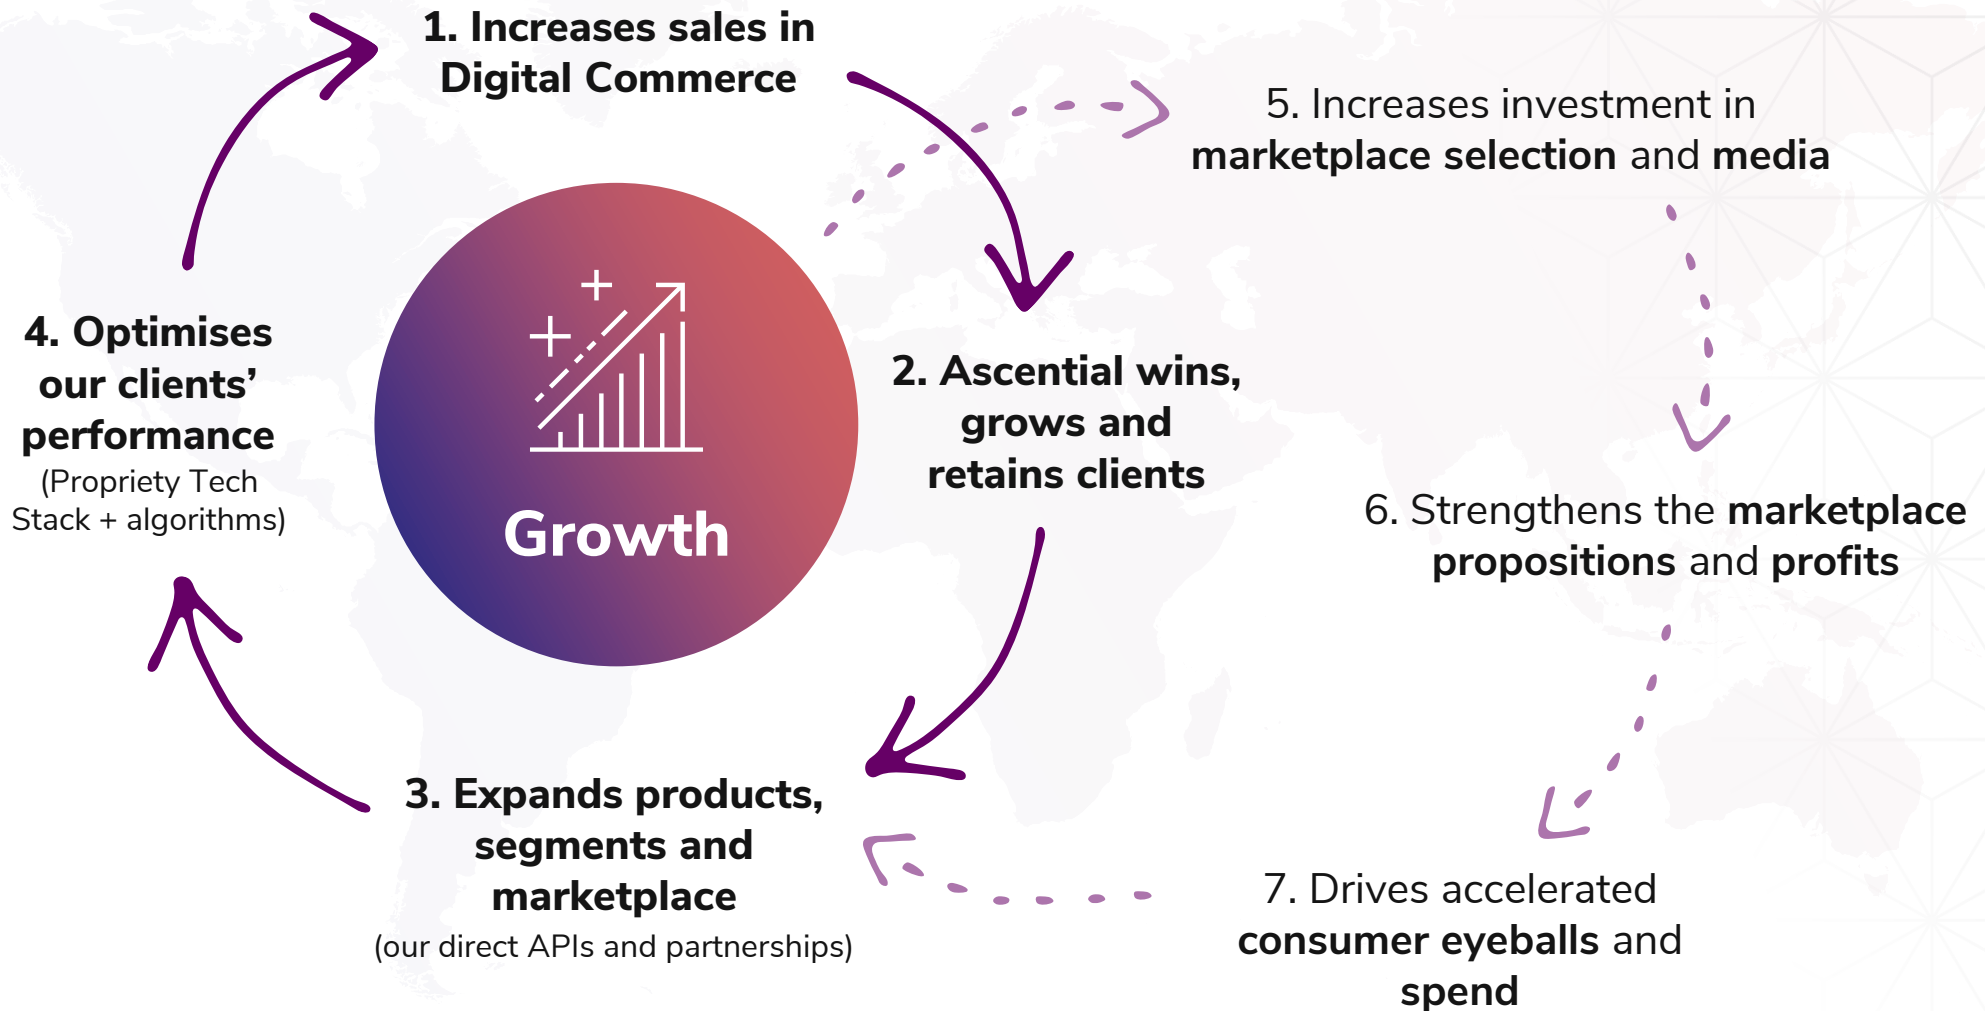 1. Increases sales in
Digital Commerce
2. Ascential wins,
grows and
retains clients
3. Expands products,
segments and
marketplace
(our direct APIs and partnerships)
4. Optimises
our clients’
performance
(Propriety Tech
Stack + algorithms)
Growth
5. Increases investment in
marketplace selection and media
6. Strengthens the marketplace
propositions and profits
7. Drives accelerated
consumer eyeballs and
spend